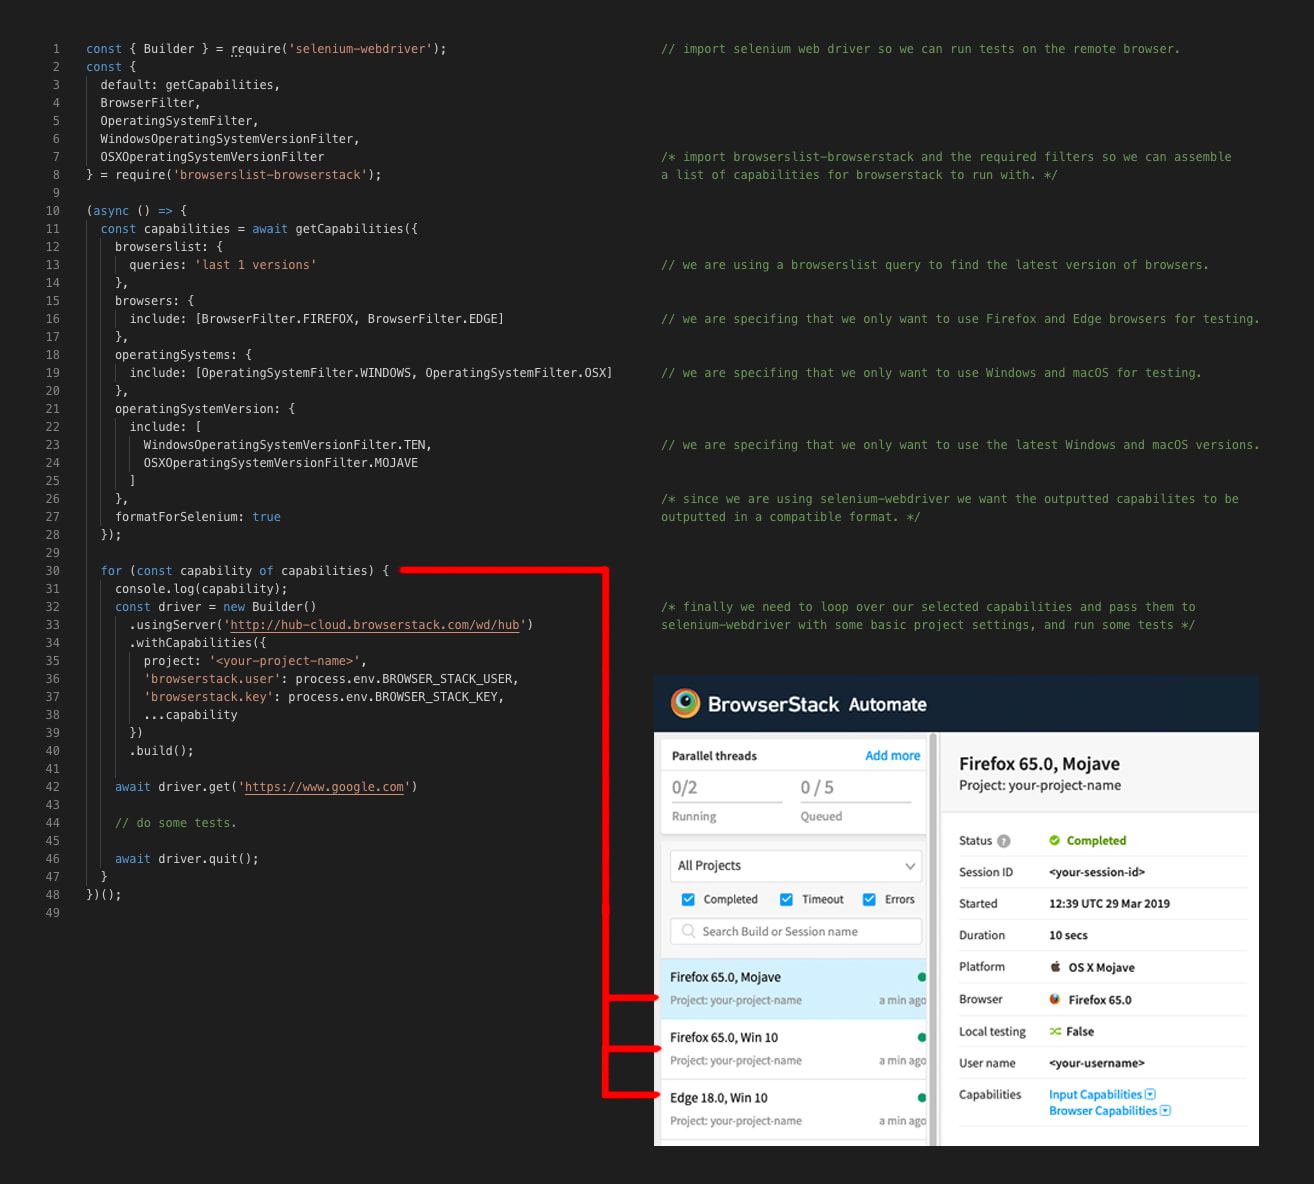 1 const { Builder } = require('selenium-webdriver'); // import selenium web driver so we can run tests on the remote browser.
2 const {
3 default: getCapabilities,
4 BrowserFilter,
5 OperatingSystemFilter,
6 WindowsOperatingSystemVersionFilter,
7 OSXOperatingSystemVersionFilter /* import browserslist-browserstack and the required filters so we can assemble
8 } = require('browserslist-browserstack'); a list of capabilities for browserstack to run with. */
9
10 (async () => {
11 const capabilities = await getCapabilities({
12 browserslist: {
13 queries: 'last 1 versions' // we are using a browserslist query to find the latest version of browsers.
14 },
15 browsers: {
16 include: [BrowserFilter.FIREFOX, BrowserFilter.EDGE] // we are specifing that we only want to use Firefox and Edge browsers for testing.
17 },
18 operatingSystems: {
19 include: [OperatingSystemFilter.WINDOWS, OperatingSystemFilter.OSX] // we are specifing that we only want to use Windows and macOS for testing.
20 },
21 operatingSystemVersion: {
22 include: [
23 WindowsOperatingSystemVersionFilter.TEN, // we are specifing that we only want to use the latest Windows and macOS versions.
24 OSXOperatingSystemVersionFilter.MOJAVE
25 ]
26 }, /* since we are using selenium-webdriver we want the outputted capabilites to be
27 formatForSelenium: true outputted in a compatible format. */
28 });
29
30 for (const capability of capabilities) {
31 console.log(capability);
32 const driver = new Builder() /* finally we need to loop over our selected capabilities and pass them to
33 .usingServer('http://hub-cloud.browserstack.com/wd/hub') selenium-webdriver with some basic project settings, and run some tests */
34 .withCapabilities({
35 project: '<your-project-name>',
36 'browserstack.user': process.env.BROWSER_STACK_USER,
37 'browserstack.key': process.env.BROWSER_STACK_KEY,
38 ...capability
39 })
40 .build();
41
42 await driver.get('https://www.google.com')
43
44 // do some tests.
45
46 await driver.quit();
47 }
48 })();
49
BrowserStack Automate
Parallel threads Add more
0/2 0 / 5
Running Queued
All Projects
Completed Timeout Errors
Search Build or Session name
Firefox 65.0, Mojave
Project: your-project-name a min ago
Firefox 65.0, Win 10
Project: your-project-name a min ago
Edge 18.0, Win 10
Project: your-project-name a min ago
Firefox 65.0, Mojave
Project: your-project-name
Status ? Completed
Session ID <your-session-id>
Started 12:39 UTC 29 Mar 2019
Duration 10 secs
Platform OS X Mojave
Browser Firefox 65.0
Local testing False
User name <your-username>
Capabilities Input Capabilities
Browser Capabilities